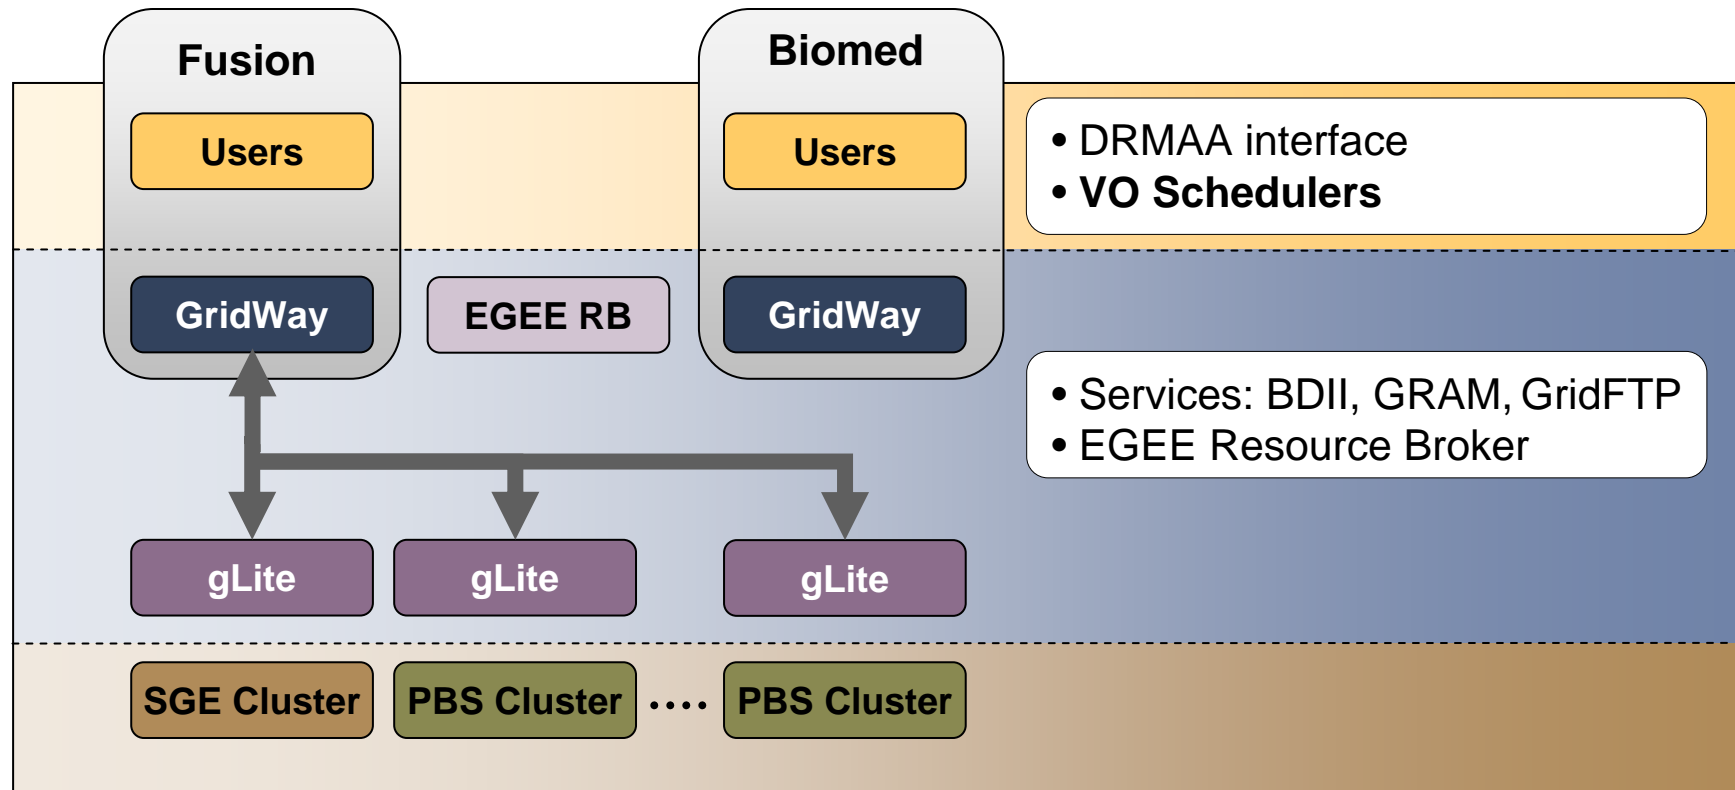 Fusion
Biomed
Users
Users
• DRMAA interface
• VO Schedulers
GridWay
EGEE RB
GridWay
• Services: BDII, GRAM, GridFTP
• EGEE Resource Broker
gLite
gLite
gLite
SGE Cluster
PBS Cluster
....
PBS Cluster